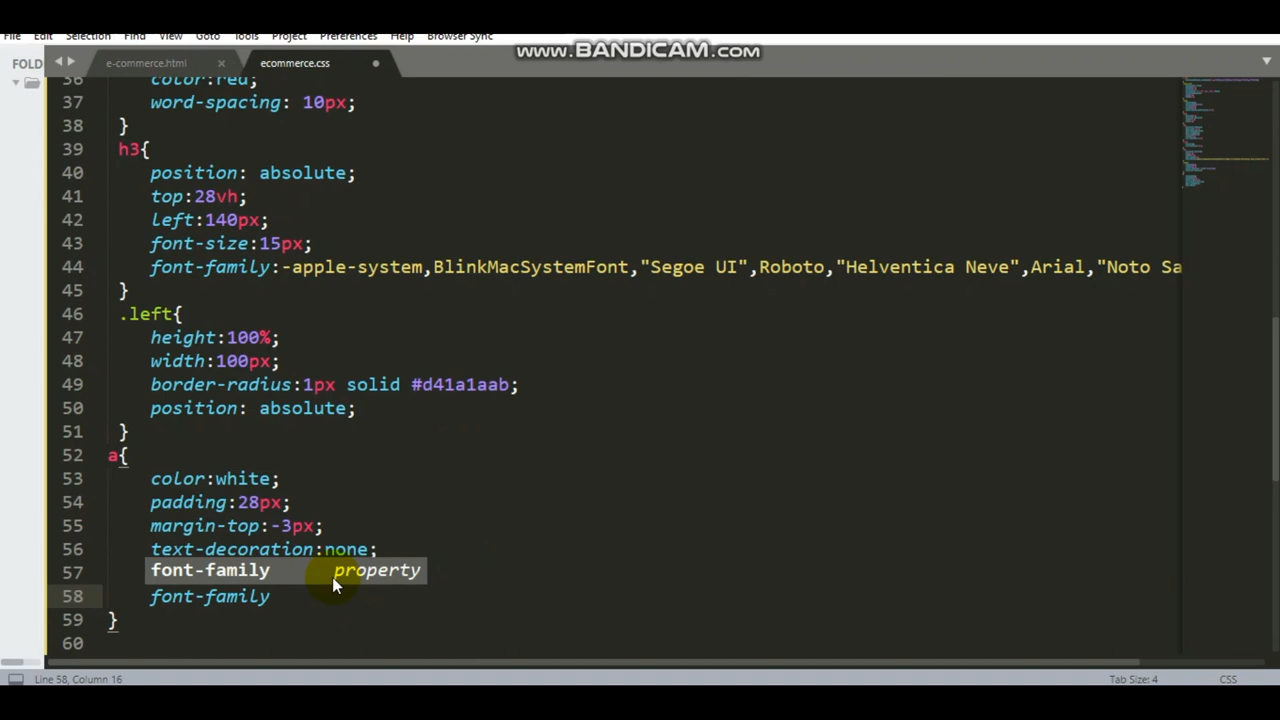 File Edit Selection Find View Goto Tools Project Preferences Help Browser Sync
www.BANDICAM.com
FOLD
e-commerce.html ×
ecommerce.css
36 color:red;
37 word-spacing: 10px;
38 }
39 h3{
40 position: absolute;
41 top:28vh;
42 left:140px;
43 font-size:15px;
44 font-family:-apple-system,BlinkMacSystemFont,"Segoe UI",Roboto,"Helventica Neve",Arial,"Noto Sa
45 }
46 .left{
47 height:100%;
48 width:100px;
49 border-radius:1px solid #d41a1aab;
50 position: absolute;
51 }
52 a{
53 color:white;
54 padding:28px;
55 margin-top:-3px;
56 text-decoration:none;
57 font-family property
58 font-family
59 }
60
Line 58, Column 16
Tab Size: 4
CSS